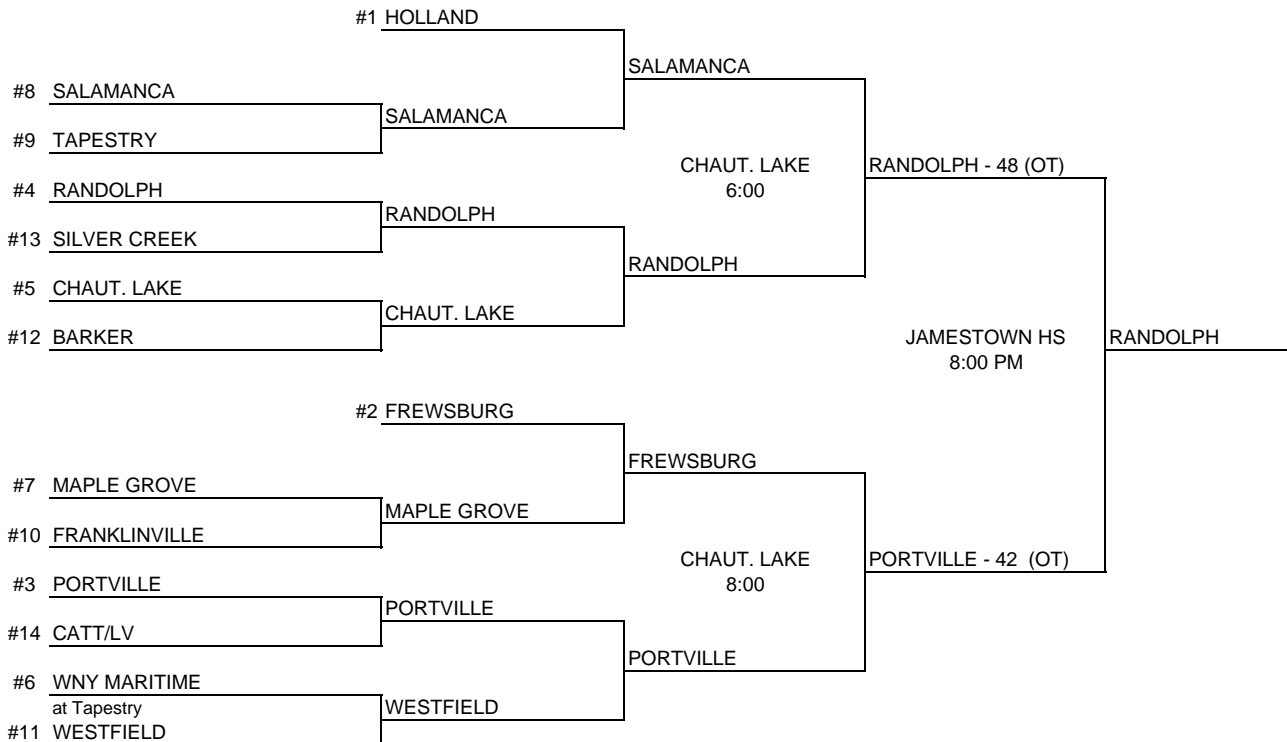 #1 HOLLAND
SALAMANCA
#8 SALAMANCA
SALAMANCA
#9 TAPESTRY
CHAUT. LAKE
6:00
RANDOLPH - 48 (OT)
#4 RANDOLPH
RANDOLPH
#13 SILVER CREEK
RANDOLPH
#5 CHAUT. LAKE
CHAUT. LAKE
#12 BARKER
JAMESTOWN HS
8:00 PM
RANDOLPH
#2 FREWSBURG
FREWSBURG
#7 MAPLE GROVE
MAPLE GROVE
#10 FRANKLINVILLE
CHAUT. LAKE
8:00
PORTVILLE - 42 (OT)
#3 PORTVILLE
PORTVILLE
#14 CATT/LV
PORTVILLE
#6 WNY MARITIME
at Tapestry
WESTFIELD
#11 WESTFIELD